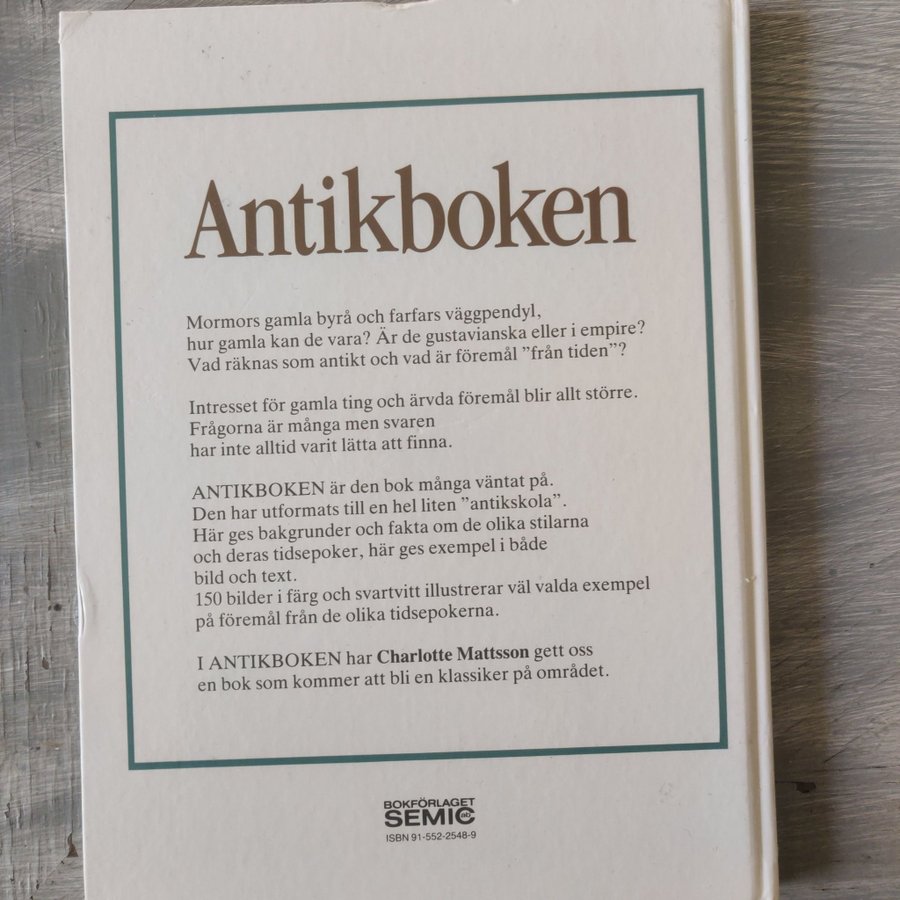 Antikboken
Mormors gamla byrå och farfars väggpendyl,
hur gamla kan de vara? Är de gustavianska eller i empire?
Vad räknas som antikt och vad är föremål ”från tiden”?
Intresset för gamla ting och ärvda föremål blir allt större.
Frågorna är många men svaren
har inte alltid varit lätta att finna.
ANTIKBOKEN är den bok många väntat på.
Den har utformats till en hel liten ”antikskola”.
Här ges bakgrunder och fakta om de olika stilarna
och deras tidsepoker, här ges exempel i både
bild och text.
150 bilder i färg och svartvitt illustrerar väl valda exempel
på föremål från de olika tidsepokerna.
I ANTIKBOKEN har Charlotte Mattsson gett oss
en bok som kommer att bli en klassiker på området.
BOKFÖRLAGET
SEMIC ab
ISBN 91-552-2548-9